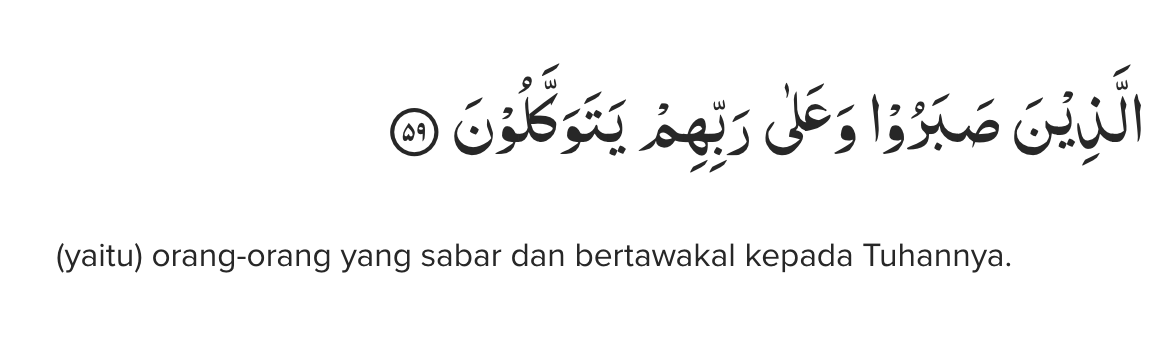 الَّذِيْنَ صَبَرُوْا وَعَلٰى رَبِّهِمْ يَتَوَكَّلُوْنَ ۝٥٩
(yaitu) orang-orang yang sabar dan bertawakal kepada Tuhannya.